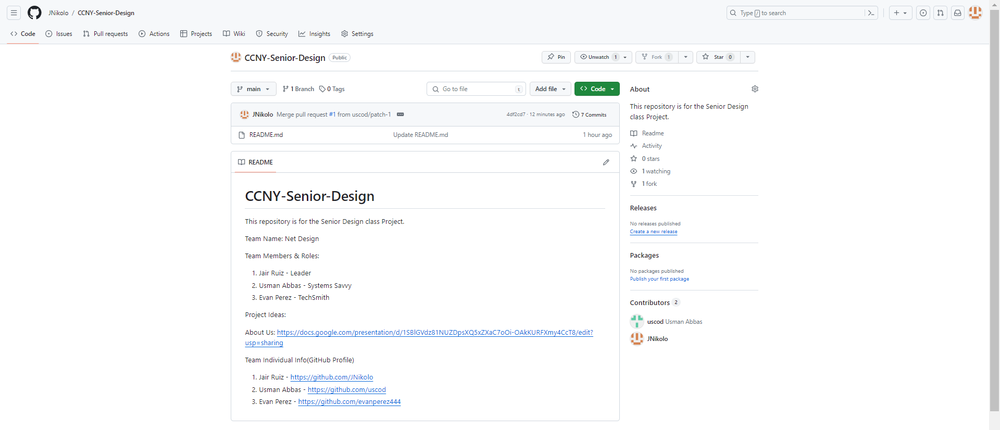 JNikolo / CCNY-Senior-Design
Type / to search
Code Issues Pull requests Actions Projects Wiki Security Insights Settings
CCNY-Senior-Design Public
Pin Unwatch 1 Fork 1 Star 0
main 1 Branch 0 Tags Go to file t Add file Code
JNikolo Merge pull request #1 from uscod/patch-1 4df2cd7 · 12 minutes ago 7 Commits
README.md Update README.md 1 hour ago
README
CCNY-Senior-Design
This repository is for the Senior Design class Project.
Team Name: Net Design
Team Members & Roles:
1. Jair Ruiz - Leader
2. Usman Abbas - Systems Savvy
3. Evan Perez - TechSmith
Project Ideas:
About Us: https://docs.google.com/presentation/d/1SBlGVdz81NUZDpsXQ5xZXaC7oOi-OAkKURFXmy4CcT8/edit?
usp=sharing
Team Individual Info(GitHub Profile)
1. Jair Ruiz - https://github.com/JNikolo
2. Usman Abbas - https://github.com/uscod
3. Evan Perez - https://github.com/evanperez444
About
This repository is for the Senior Design
class Project.
Readme
Activity
0 stars
1 watching
1 fork
Releases
No releases published
Create a new release
Packages
No packages published
Publish your first package
Contributors 2
uscod Usman Abbas
JNikolo